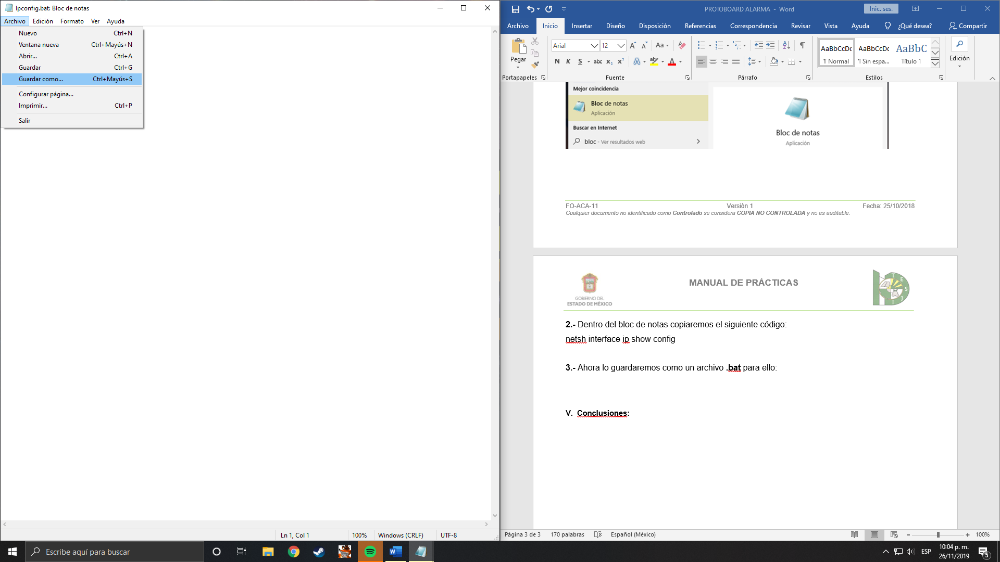 Ipconfig.bat: Bloc de notas
Archivo Edición Formato Ver Ayuda
Nuevo Ctrl+N
Ventana nueva Ctrl+Mayús+N
Abrir... Ctrl+A
Guardar Ctrl+G
Guardar como... Ctrl+Mayús+S
Configurar página...
Imprimir... Ctrl+P
Salir
Ln 1, Col 1 100% Windows (CRLF) UTF-8
PROTOBOARD ALARMA - Word Inic. ses.
Archivo Inicio Insertar Diseño Disposición Referencias Correspondencia Revisar Vista Ayuda ¿Qué desea? Compartir
Pegar
Arial 12
Aa
N K S abc x₂ x² A ab A
AaBbCcDc AaBbCcDc AaBbC
¶ Normal ¶ Sin espa... Título 1
Edición
Portapapeles Fuente Párrafo Estilos
Mejor coincidencia
Bloc de notas
Aplicación
Buscar en Internet
bloc - Ver resultados web
Bloc de notas
Aplicación
FO-ACA-11 Versión 1 Fecha: 25/10/2018
Cualquier documento no identificado como Controlado se considera COPIA NO CONTROLADA y no es auditable.
GOBIERNO DEL
ESTADO DE MÉXICO
MANUAL DE PRÁCTICAS
T E S J I
2.- Dentro del bloc de notas copiaremos el siguiente código:
netsh interface ip show config
3.- Ahora lo guardaremos como un archivo .bat para ello:
V. Conclusiones:
Página 3 de 3 170 palabras Español (México) 100%
Escribe aquí para buscar
ESP
10:04 p. m.
26/11/2019
5